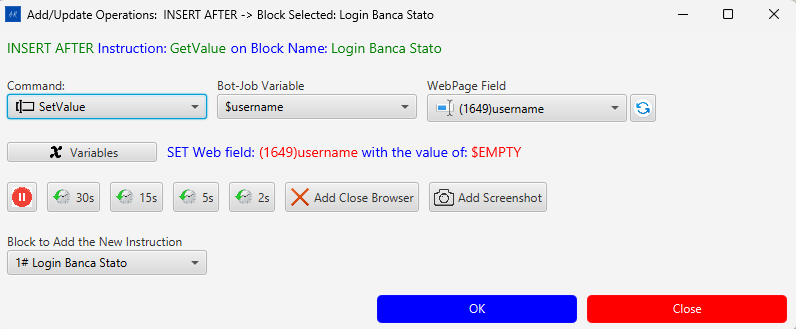 Add/Update Operations: INSERT AFTER -> Block Selected: Login Banca Stato
INSERT AFTER Instruction: GetValue on Block Name: Login Banca Stato
Command: Bot-Job Variable WebPage Field
SetValue $username (1649)username
Variables SET Web field: (1649)username with the value of: $EMPTY
30s 15s 5s 2s Add Close Browser Add Screenshot
Block to Add the New Instruction
1# Login Banca Stato
OK Close